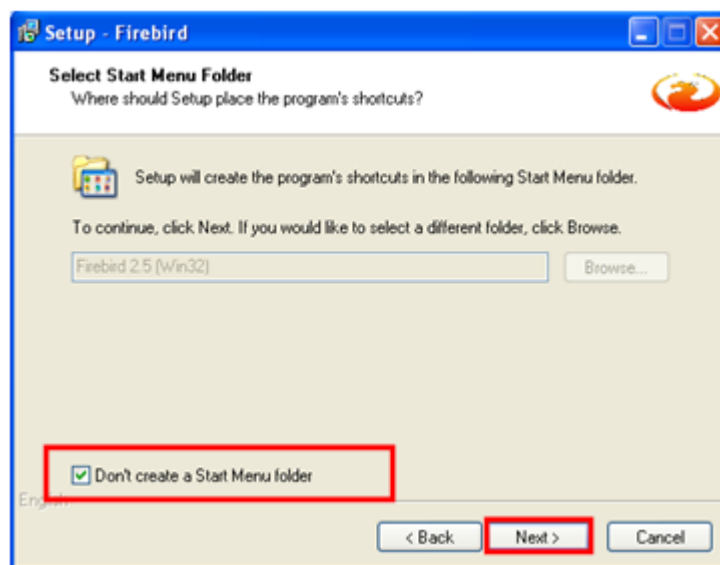 Setup - Firebird
Select Start Menu Folder
Where should Setup place the program's shortcuts?
Setup will create the program's shortcuts in the following Start Menu folder.
To continue, click Next. If you would like to select a different folder, click Browse.
Firebird 2.5 (Win32)
Browse...
Don't create a Start Menu folder
English
< Back
Next >
Cancel